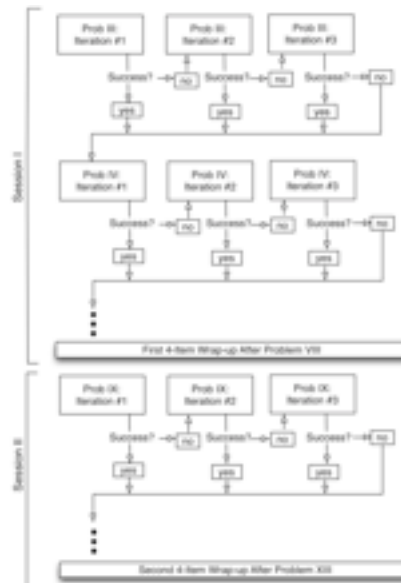 Session I
Prob III: Prob III: Prob III:
Iteration #1 Iteration #2 Iteration #3
Success? no Success? no Success? no
yes yes yes
Prob IV: Prob IV: Prob IV:
Iteration #1 Iteration #2 Iteration #3
Success? no Success? no Success? no
yes yes yes
First 4-Item Wrap-up After Problem VIII
Session II
Prob IX: Prob IX: Prob IX:
Iteration #1 Iteration #2 Iteration #3
Success? no Success? no Success? no
yes yes yes
Second 4-Item Wrap-up After Problem XIII